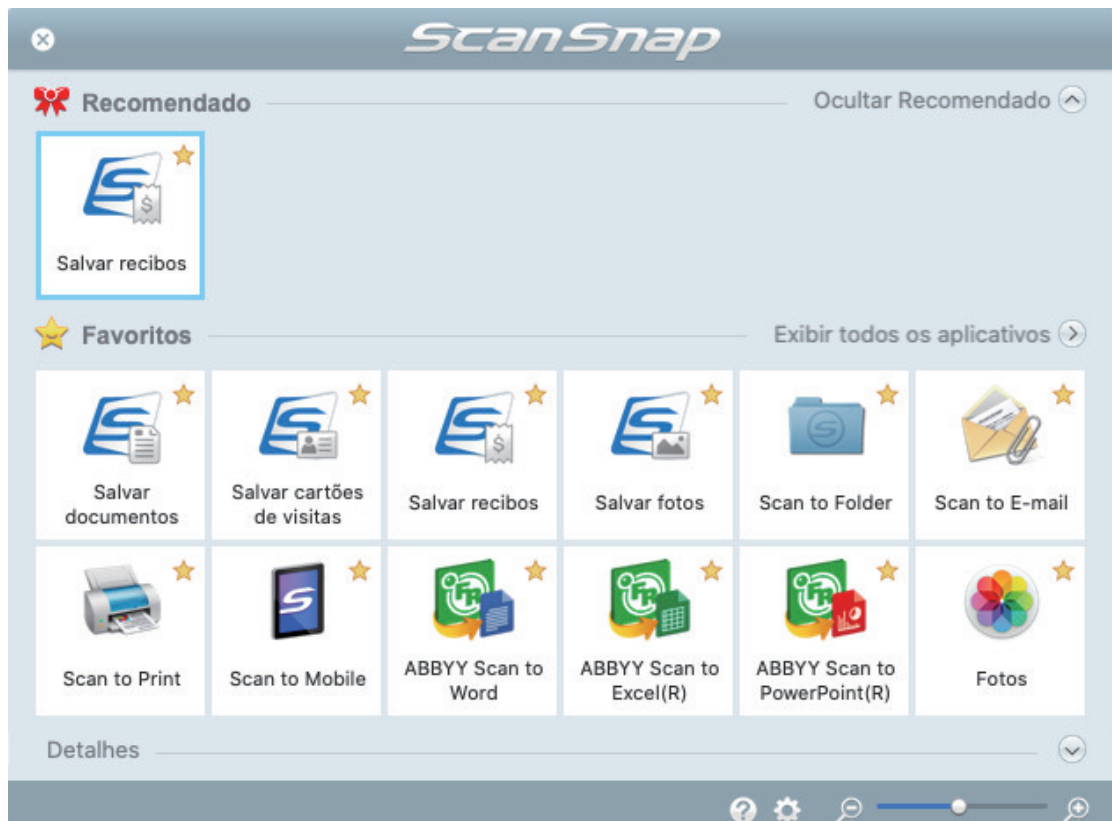 ScanSnap
Recomendado
Ocultar Recomendado
Salvar recibos
Favoritos
Exibir todos os aplicativos
Salvar
documentos
Salvar cartões
de visitas
Salvar recibos
Salvar fotos
Scan to Folder
Scan to E-mail
Scan to Print
Scan to Mobile
ABBYY Scan to
Word
ABBYY Scan to
Excel(R)
ABBYY Scan to
PowerPoint(R)
Fotos
Detalhes